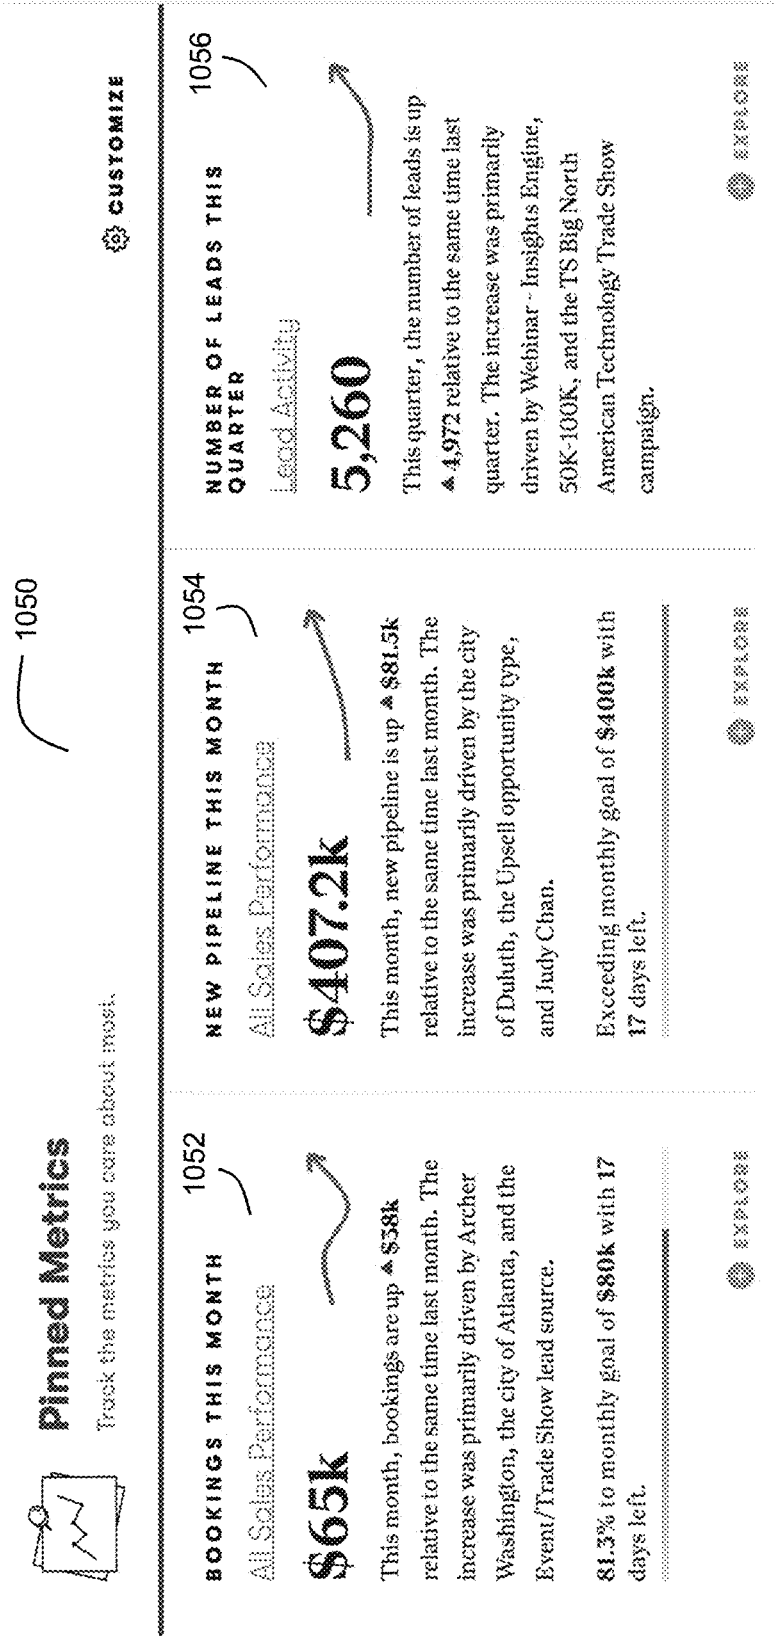 1050
Pinned Metrics
Track the metrics you care about most.
CUSTOMIZE
1052
BOOKINGS THIS MONTH
All Sales Performance
$65k
This month, bookings are up ▲$58k
relative to the same time last month. The
increase was primarily driven by Archer
Washington, the city of Atlanta, and the
Event/Trade Show lead source.
81.3% to monthly goal of $80k with 17
days left.
EXPLORE
1054
NEW PIPELINE THIS MONTH
All Sales Performance
$407.2k
This month, new pipeline is up ▲$81.5k
relative to the same time last month. The
increase was primarily driven by the city
of Duluth, the Upsell opportunity type,
and Judy Chan.
Exceeding monthly goal of $400k with
17 days left.
EXPLORE
1056
NUMBER OF LEADS THIS
QUARTER
Lead Activity
5,260
This quarter, the number of leads is up
▲4,972 relative to the same time last
quarter. The increase was primarily
driven by Webinar - Insights Engine,
50K-100K, and the TS Big North
American Technology Trade Show
campaign.
EXPLORE